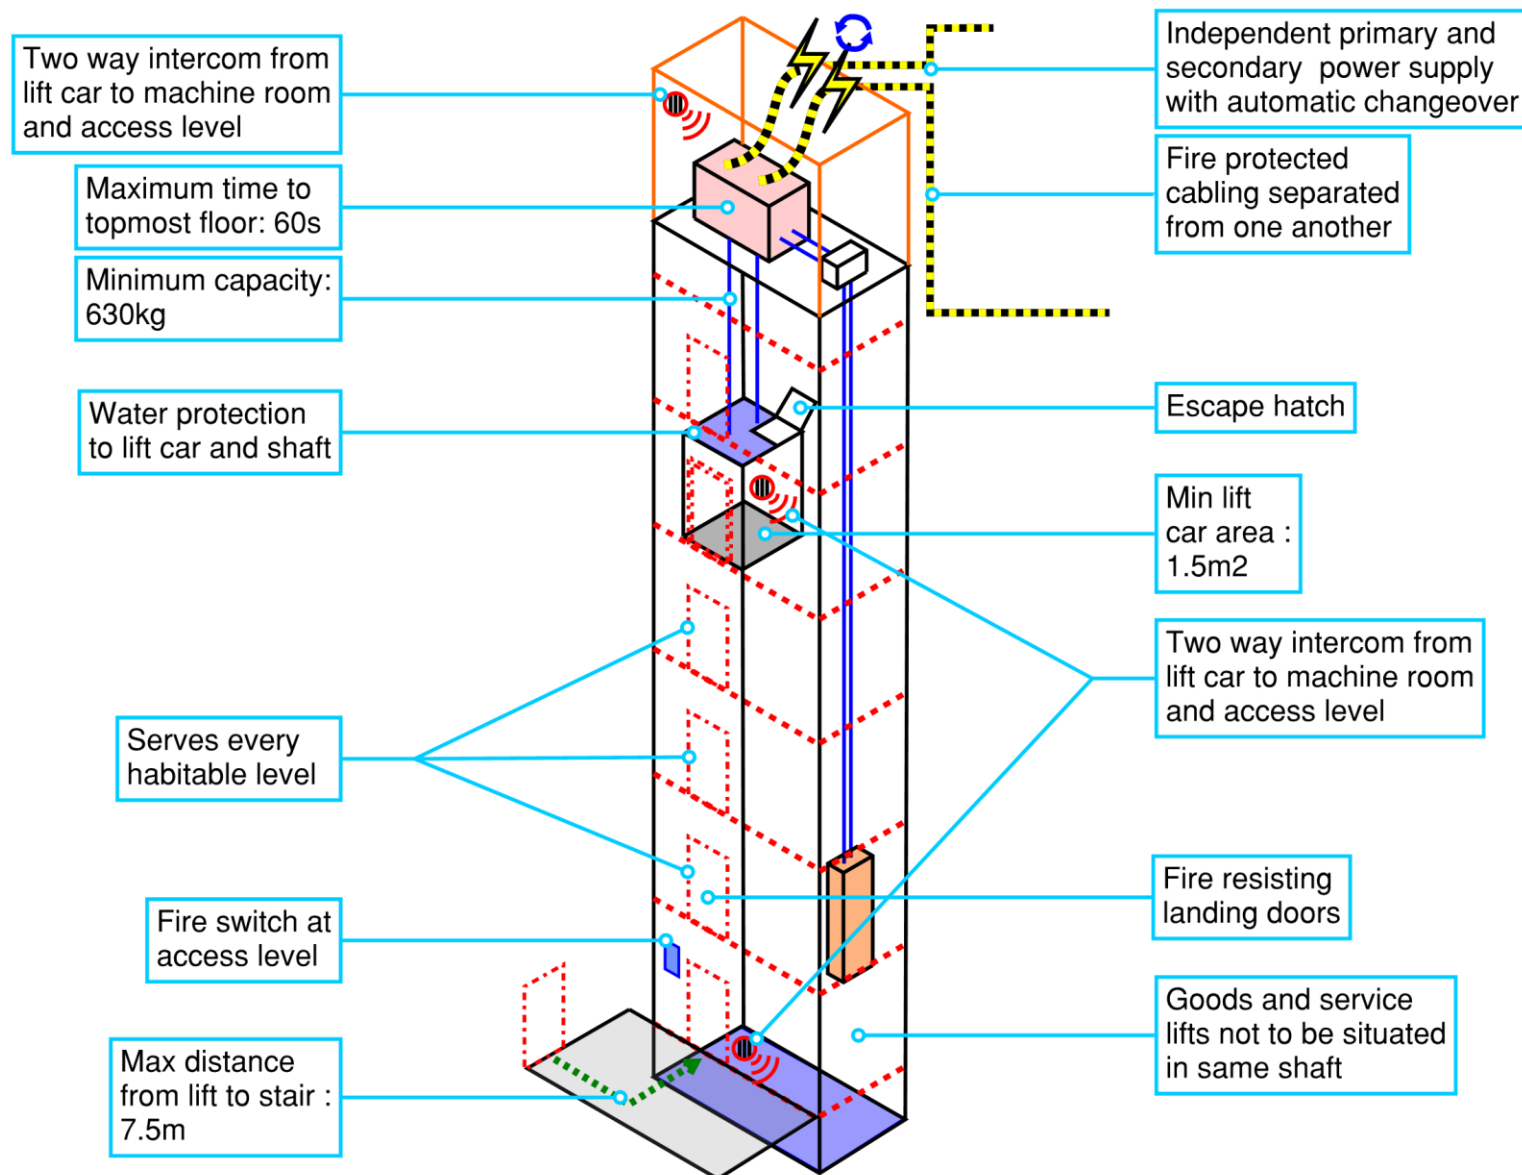 Two way intercom from
lift car to machine room
and access level
Maximum time to
topmost floor: 60s
Minimum capacity:
630kg
Water protection
to lift car and shaft
Serves every
habitable level
Fire switch at
access level
Max distance
from lift to stair :
7.5m
Independent primary and
secondary power supply
with automatic changeover
Fire protected
cabling separated
from one another
Escape hatch
Min lift
car area :
1.5m2
Two way intercom from
lift car to machine room
and access level
Fire resisting
landing doors
Goods and service
lifts not to be situated
in same shaft